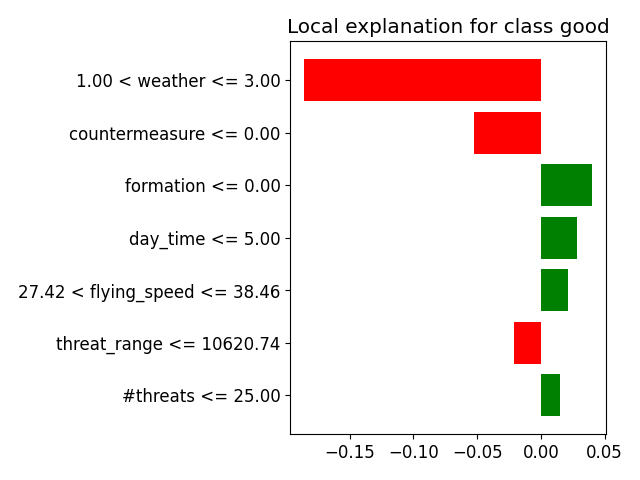 Local explanation for class good
1.00 < weather <= 3.00
countermeasure <= 0.00
formation <= 0.00
day_time <= 5.00
27.42 < flying_speed <= 38.46
threat_range <= 10620.74
#threats <= 25.00
−0.15 −0.10 −0.05 0.00 0.05